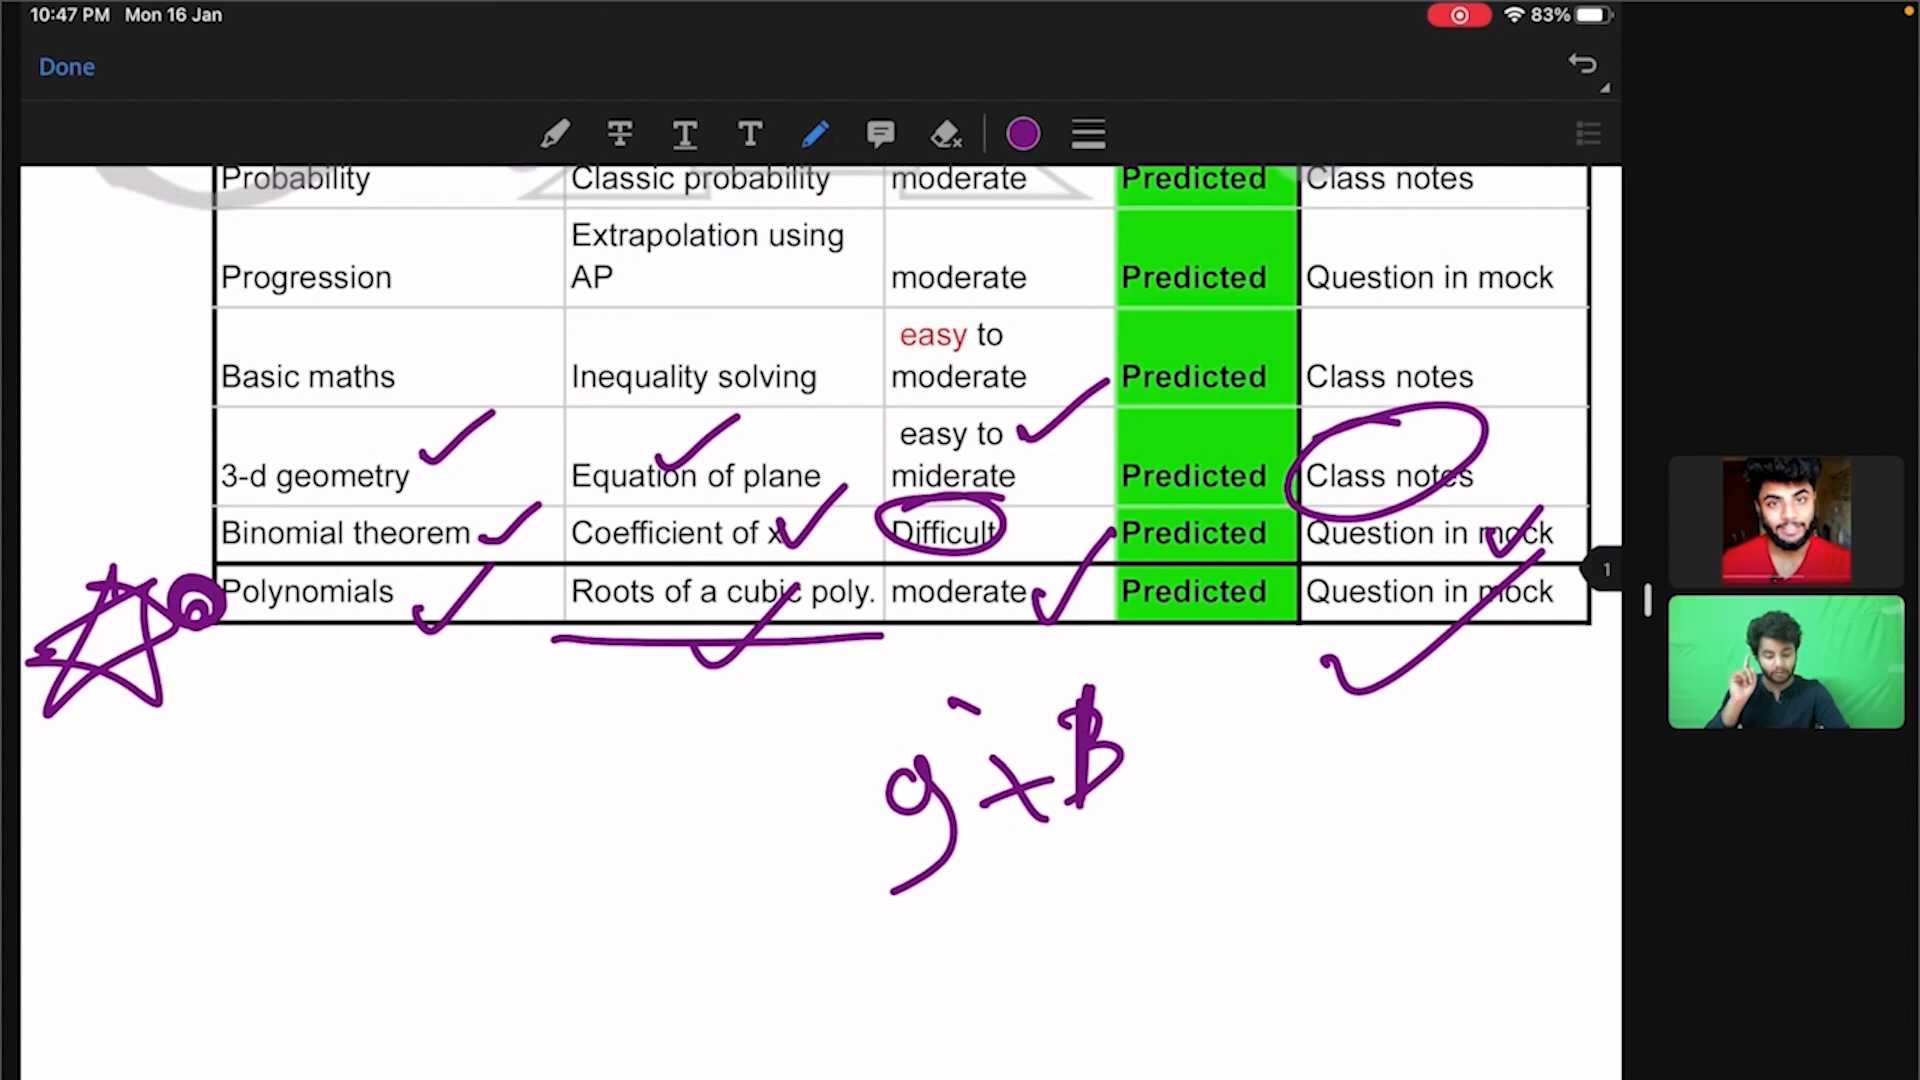 10:47 PM Mon 16 Jan 83%
Done
T T T
Probability Classic probability moderate Predicted Class notes
Extrapolation using
Progression AP moderate Predicted Question in mock
easy to
Basic maths Inequality solving moderate Predicted Class notes
easy to
3-d geometry Equation of plane miderate Predicted Class notes
Binomial theorem Coefficient of x Difficult Predicted Question in mock
Polynomials Roots of a cubic poly. moderate Predicted Question in mock
1